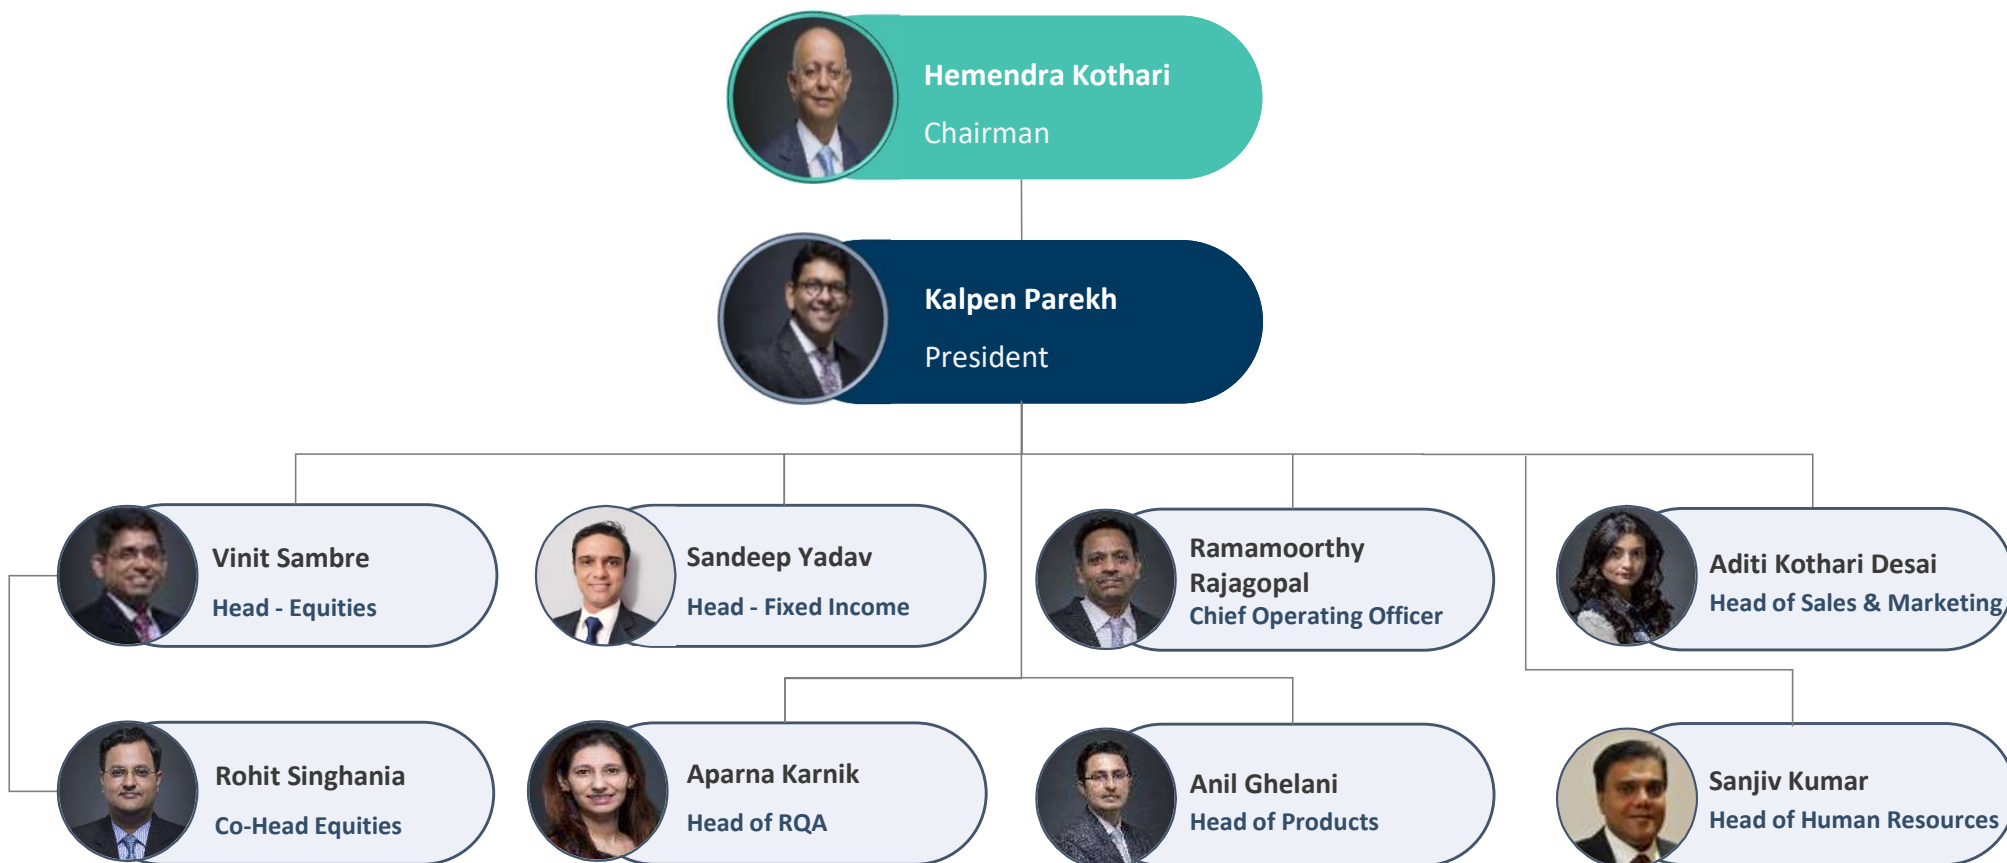 Hemendra Kothari
Chairman
Kalpen Parekh
President
Vinit Sambre
Head - Equities
Sandeep Yadav
Head - Fixed Income
Ramamoorthy
Rajagopal
Chief Operating Officer
Aditi Kothari Desai
Head of Sales & Marketing
Rohit Singhania
Co-Head Equities
Aparna Karnik
Head of RQA
Anil Ghelani
Head of Products
Sanjiv Kumar
Head of Human Resources